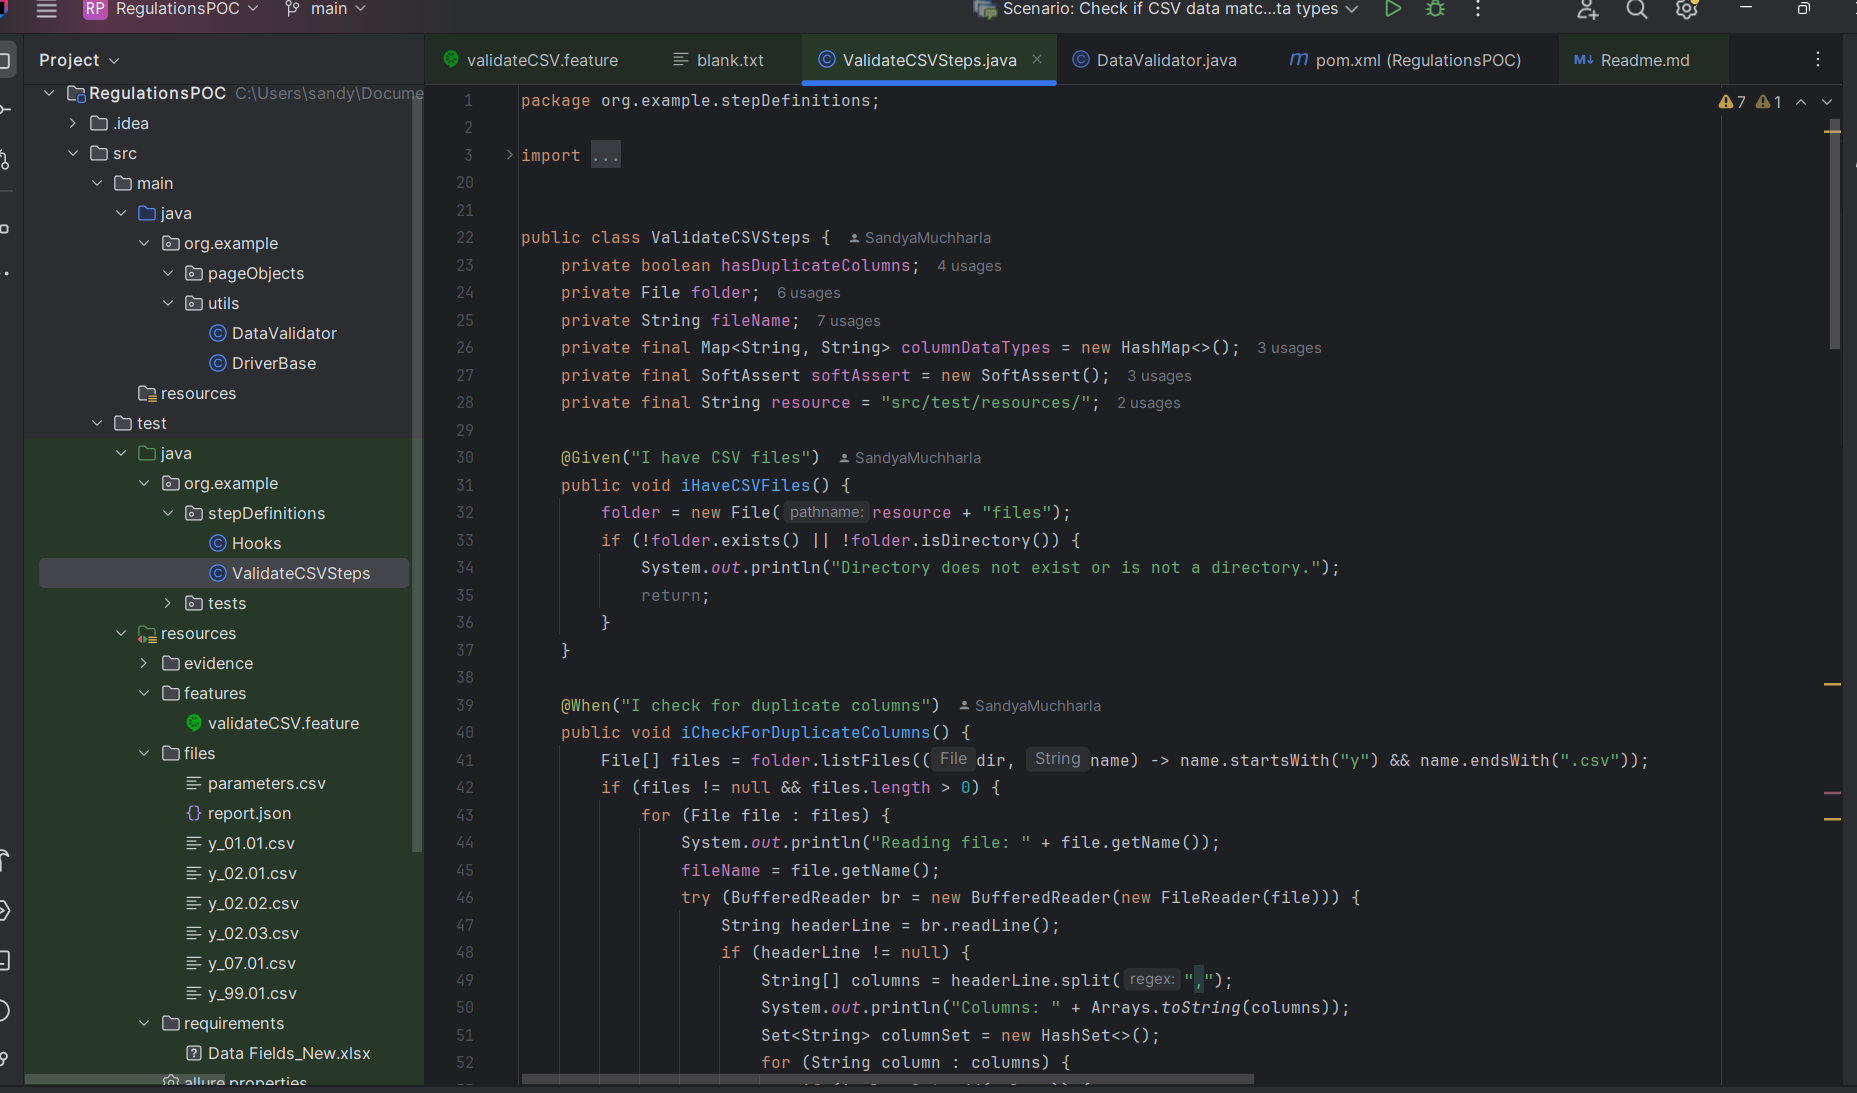 RP RegulationsPOC main Scenario: Check if CSV data matc...ta types
Project validateCSV.feature blank.txt ValidateCSVSteps.java DataValidator.java pom.xml (RegulationsPOC) Readme.md
RegulationsPOC C:\Users\sandy\Docume
.idea
src
main
java
org.example
pageObjects
utils
DataValidator
DriverBase
resources
test
java
org.example
stepDefinitions
Hooks
ValidateCSVSteps
tests
resources
evidence
features
validateCSV.feature
files
parameters.csv
report.json
y_01.01.csv
y_02.01.csv
y_02.02.csv
y_02.03.csv
y_07.01.csv
y_99.01.csv
requirements
Data Fields_New.xlsx
allure.properties
7 1
1 package org.example.stepDefinitions;
2
3 import ...
20
21
22 public class ValidateCSVSteps { SandyaMuchharla
23 private boolean hasDuplicateColumns; 4 usages
24 private File folder; 6 usages
25 private String fileName; 7 usages
26 private final Map<String, String> columnDataTypes = new HashMap<>(); 3 usages
27 private final SoftAssert softAssert = new SoftAssert(); 3 usages
28 private final String resource = "src/test/resources/"; 2 usages
29
30 @Given("I have CSV files") SandyaMuchharla
31 public void iHaveCSVFiles() {
32 folder = new File( pathname: resource + "files");
33 if (!folder.exists() || !folder.isDirectory()) {
34 System.out.println("Directory does not exist or is not a directory.");
35 return;
36 }
37 }
38
39 @When("I check for duplicate columns") SandyaMuchharla
40 public void iCheckForDuplicateColumns() {
41 File[] files = folder.listFiles(( File dir, String name) -> name.startsWith("y") && name.endsWith(".csv"));
42 if (files != null && files.length > 0) {
43 for (File file : files) {
44 System.out.println("Reading file: " + file.getName());
45 fileName = file.getName();
46 try (BufferedReader br = new BufferedReader(new FileReader(file))) {
47 String headerLine = br.readLine();
48 if (headerLine != null) {
49 String[] columns = headerLine.split( regex: ",");
50 System.out.println("Columns: " + Arrays.toString(columns));
51 Set<String> columnSet = new HashSet<>();
52 for (String column : columns) {